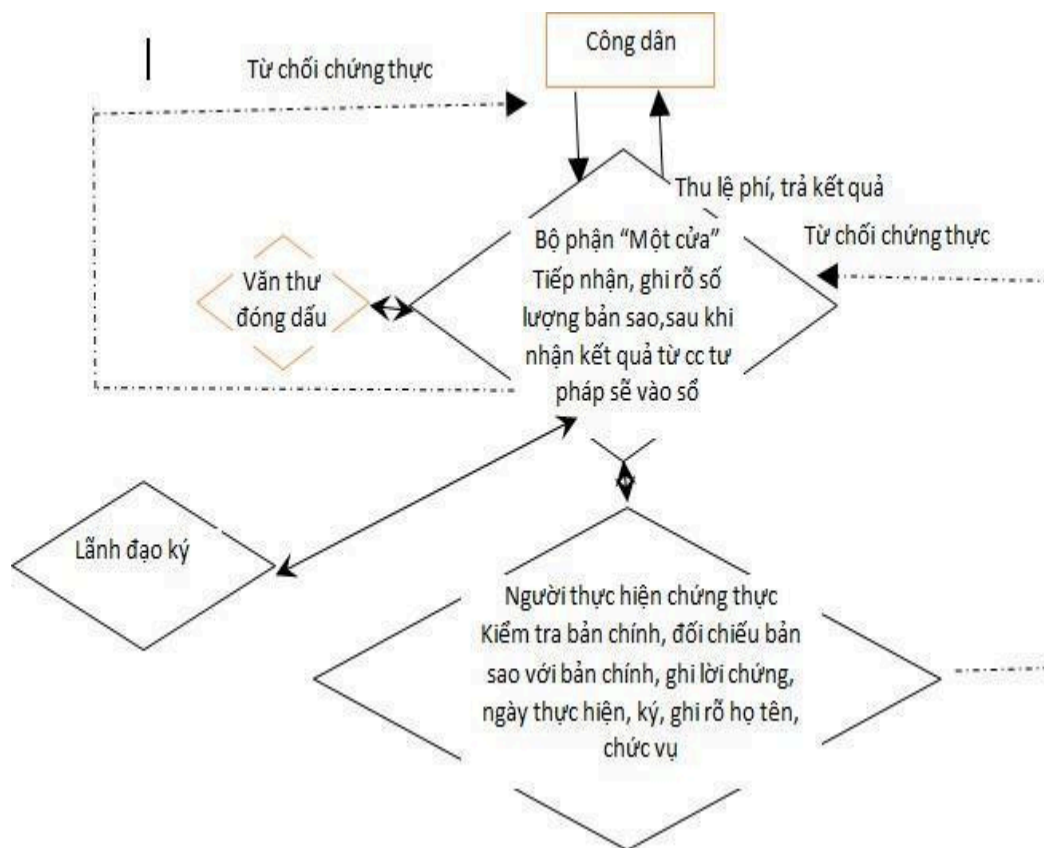 Công dân
Từ chối chứng thực
Thu lệ phí, trả kết quả
Từ chối chứng thực
Bộ phận “Một cửa”
Tiếp nhận, ghi rõ số
lượng bản sao,sau khi
nhận kết quả từ cc tư
pháp sẽ vào sổ
Văn thư
đóng dấu
Lãnh đạo ký
Người thực hiện chứng thực
Kiểm tra bản chính, đối chiếu bản
sao với bản chính, ghi lời chứng,
ngày thực hiện, ký, ghi rõ họ tên,
chức vụ